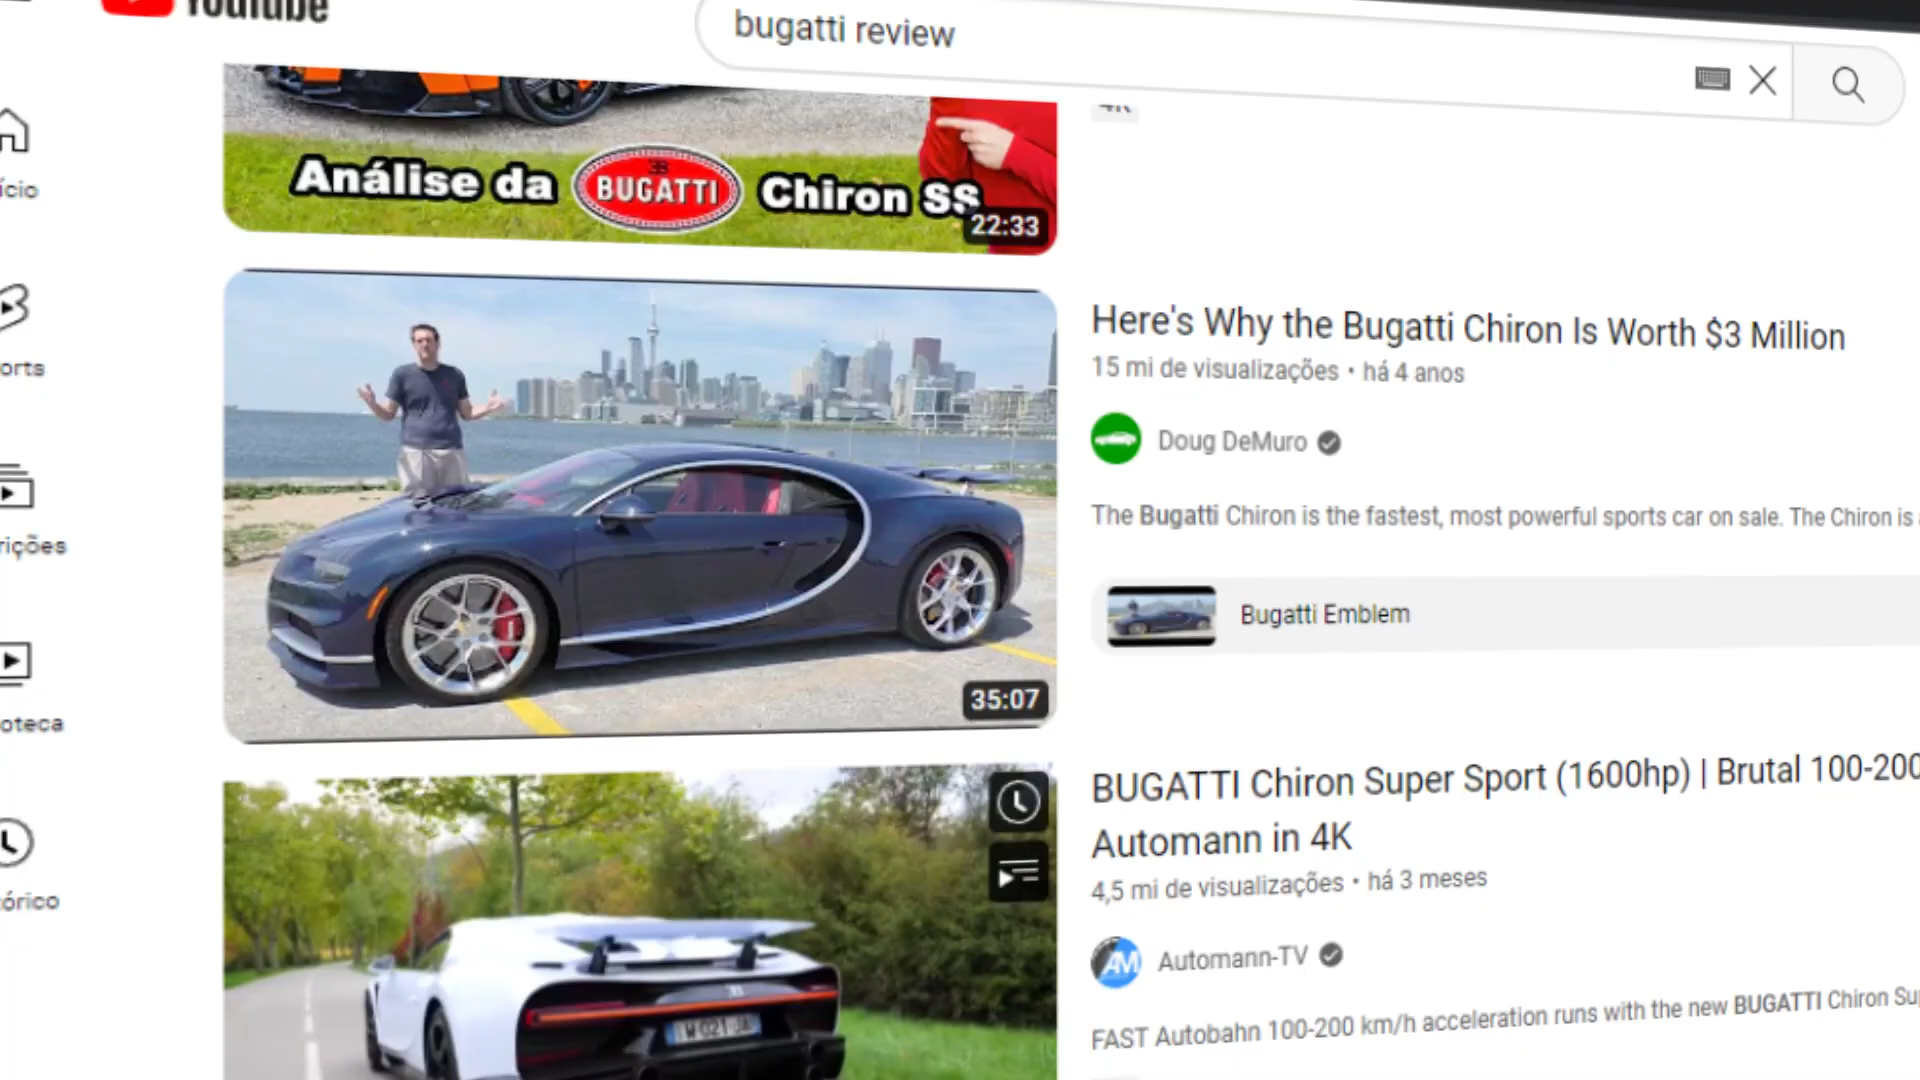 YouTube
bugatti review
ício
orts
rições
oteca
órico
Análise da BUGATTI Chiron SS
22:33
4K
35:07
Here's Why the Bugatti Chiron Is Worth $3 Million
15 mi de visualizações • há 4 anos
Doug DeMuro
The Bugatti Chiron is the fastest, most powerful sports car on sale. The Chiron is
Bugatti Emblem
BUGATTI Chiron Super Sport (1600hp) | Brutal 100-200
Automann in 4K
4,5 mi de visualizações • há 3 meses
AM
Automann-TV
FAST Autobahn 100-200 km/h acceleration runs with the new BUGATTI Chiron Su